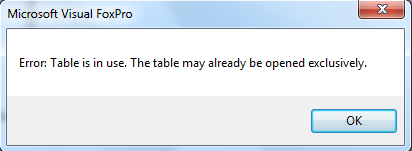 Microsoft Visual FoxPro
Error: Table is in use. The table may already be opened exclusively.
OK